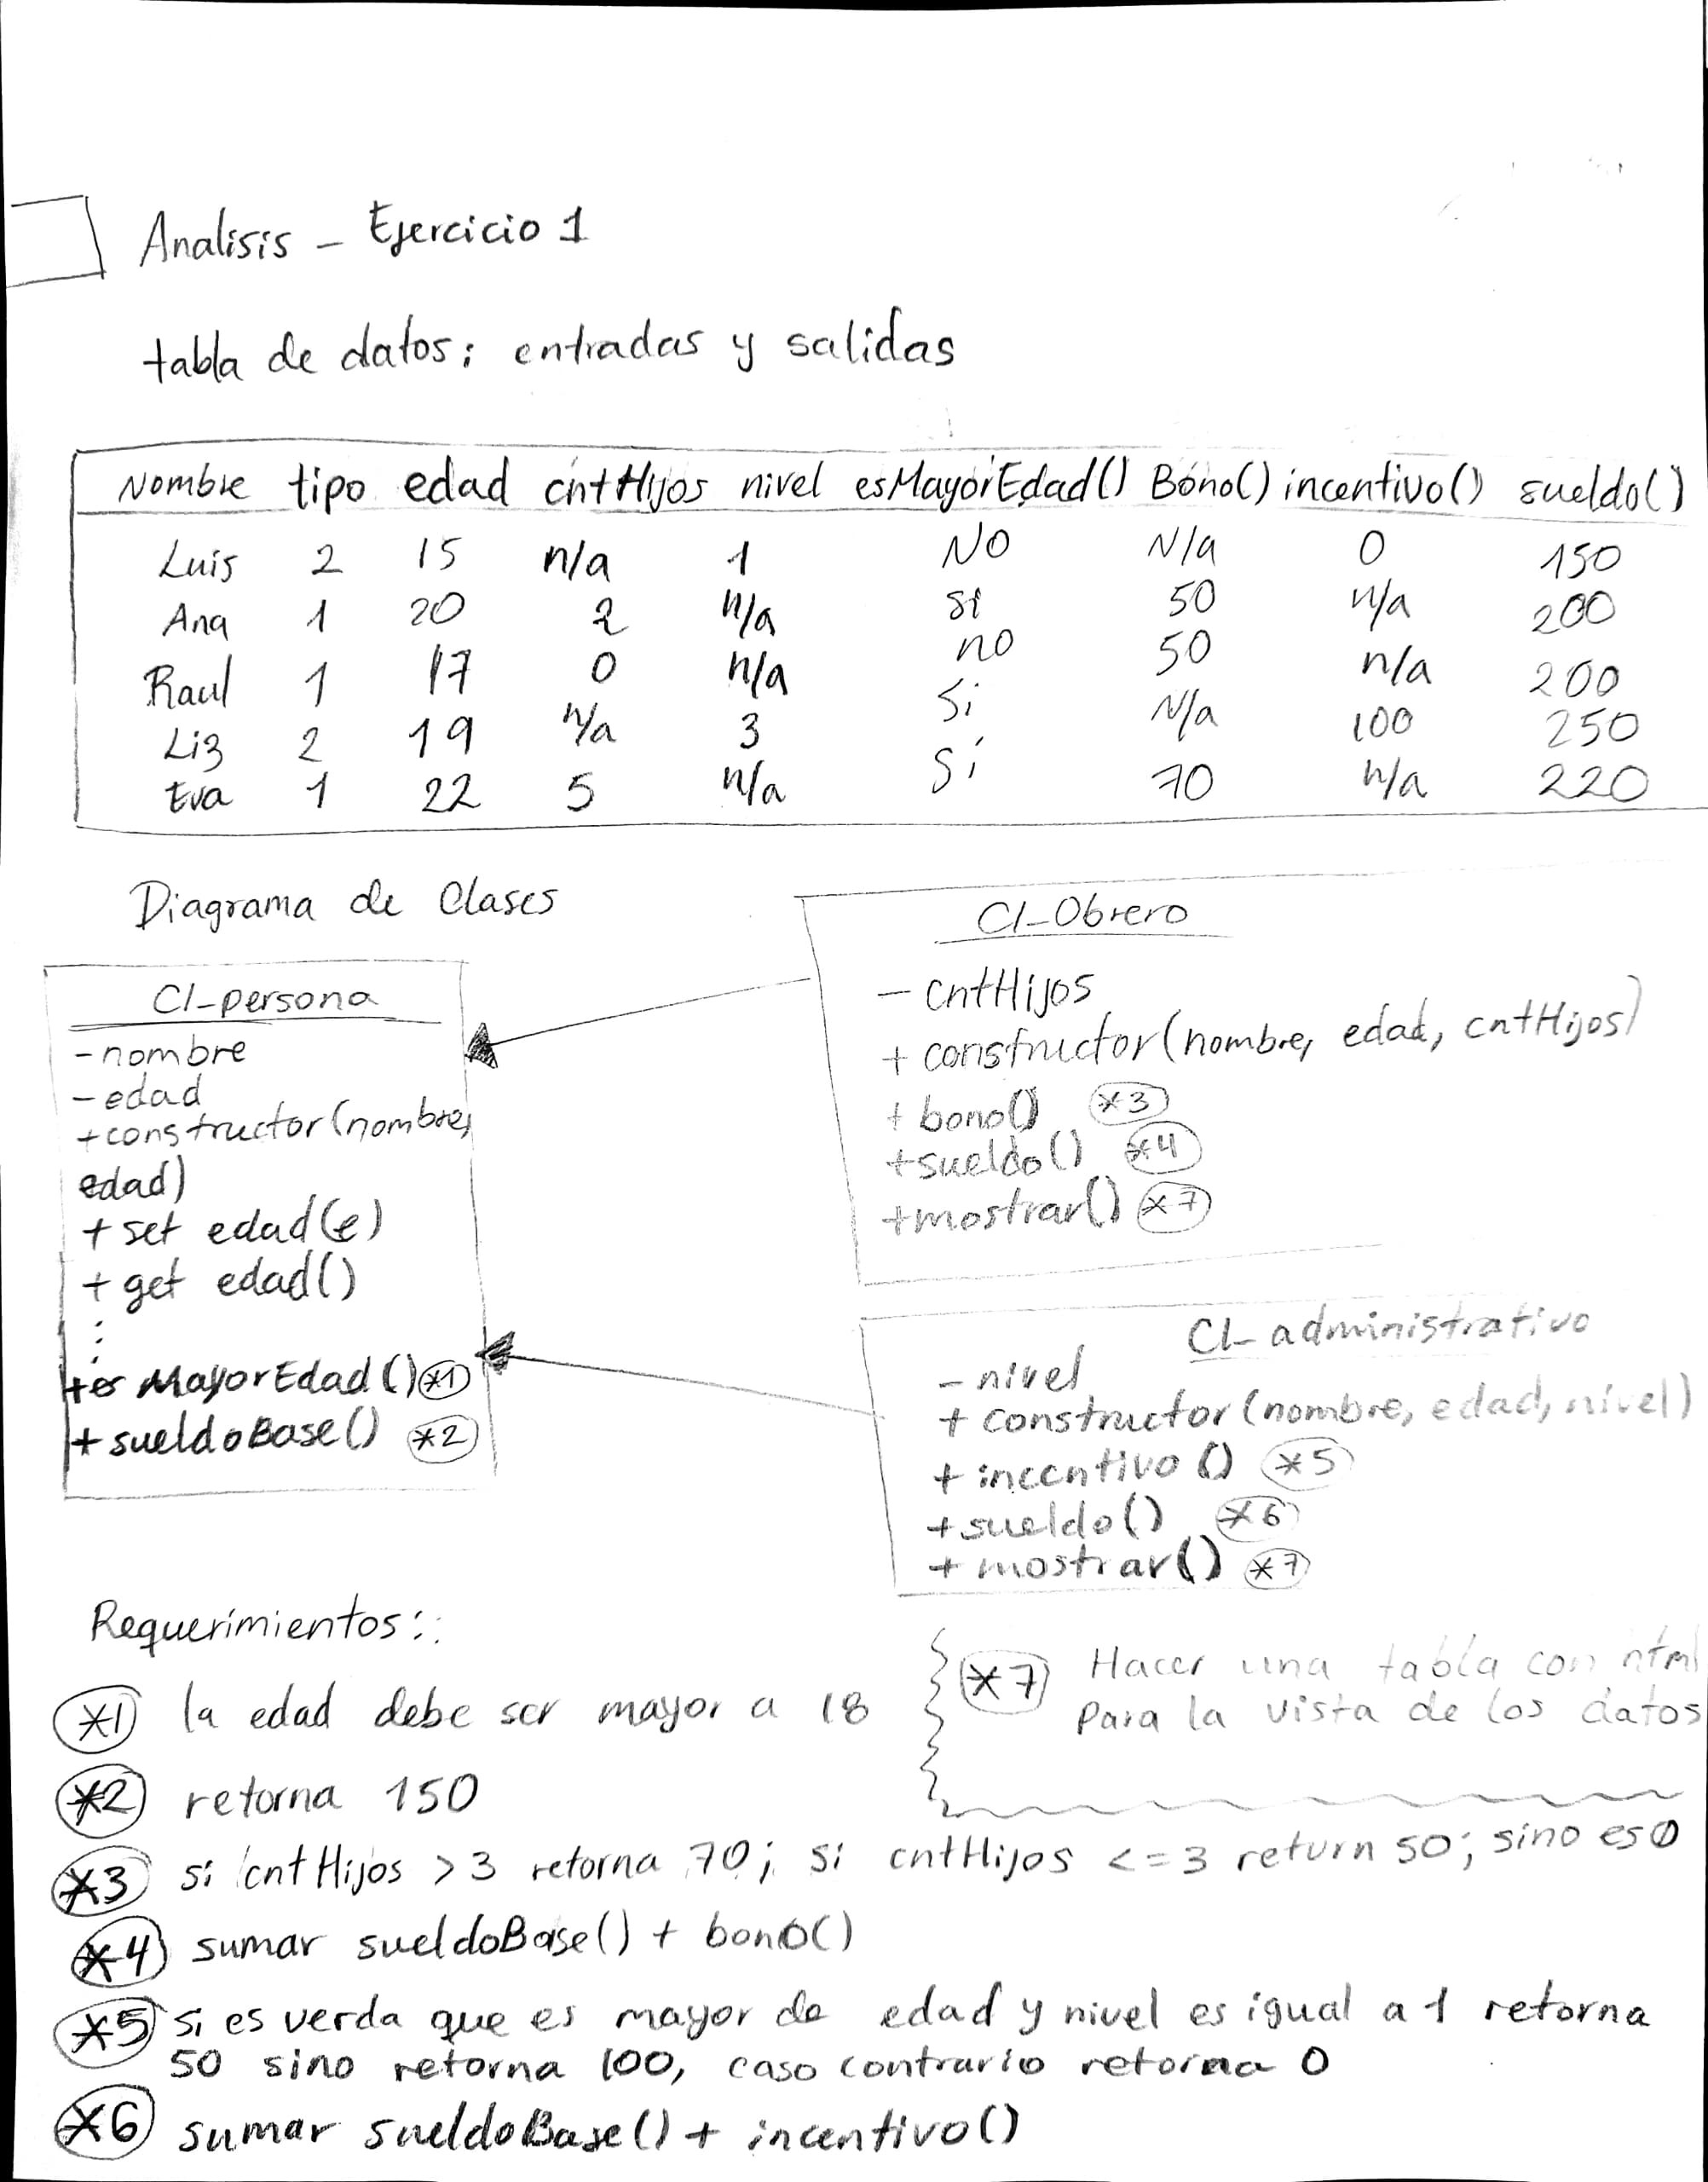 Analisis - Ejercicio 1
tabla de datos: entradas y salidas
Nombre tipo edad cntHijos nivel esMayorEdad() Bono() incentivo() sueldo()
Luis 2 15 n/a 1 NO N/a 0 150
Ana 1 20 2 n/a si 50 n/a 200
Raul 1 17 0 n/a no 50 n/a 200
Liz 2 19 n/a 3 Si N/a 100 250
Eva 1 22 5 n/a Si 70 n/a 220
Diagrama de Clases
Cl_persona
- nombre
- edad
+constructor(nombre,
edad)
+ set edad(e)
+ get edad()
:
+es MayorEdad() *1
+ sueldoBase() *2
Cl_Obrero
- cntHijos
+ constructor(nombre, edad, cntHijos)
+ bono() *3
+sueldo() *4
+mostrar() *7
Cl_administrativo
- nivel
+ constructor(nombre, edad, nivel)
+ incentivo() *5
+sueldo() *6
+ mostrar() *7
Requerimientos::
*1 la edad debe ser mayor a 18
*2 retorna 150
*3 si cntHijos > 3 retorna 70; si cntHijos <= 3 return 50; sino es 0
*4 sumar sueldoBase() + bono()
*5 si es verda que es mayor de edad y nivel es igual a 1 retorna
50 sino retorna 100, caso contrario retorna 0
*6 sumar sueldoBase() + incentivo()
*7 Hacer una tabla con html
para la vista de los datos